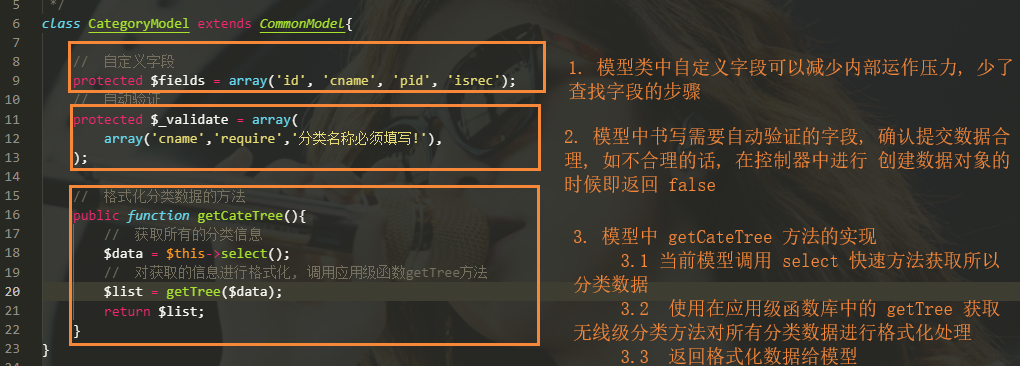 5 */
6 class CategoryModel extends CommonModel{
7
8 // 自定义字段
9 protected $fields = array('id', 'cname', 'pid', 'isrec');
10 // 自动验证
11 protected $_validate = array(
12 array('cname','require','分类名称必须填写!'),
13 );
14
15 // 格式化分类数据的方法
16 public function getCateTree(){
17 // 获取所有的分类信息
18 $data = $this->select();
19 // 对获取的信息进行格式化, 调用应用级函数getTree方法
20 $list = getTree($data);
21 return $list;
22 }
23 }
1. 模型类中自定义字段可以减少内部运作压力, 少了
查找字段的步骤
2. 模型中书写需要自动验证的字段, 确认提交数据合
理, 如不合理的话, 在控制器中进行 创建数据对象的
时候即返回 false
3. 模型中 getCateTree 方法的实现
3.1 当前模型调用 select 快速方法获取所以
分类数据
3.2 使用在应用级函数库中的 getTree 获取
无线级分类方法对所有分类数据进行格式化处理
3.3 返回格式化数据给模型